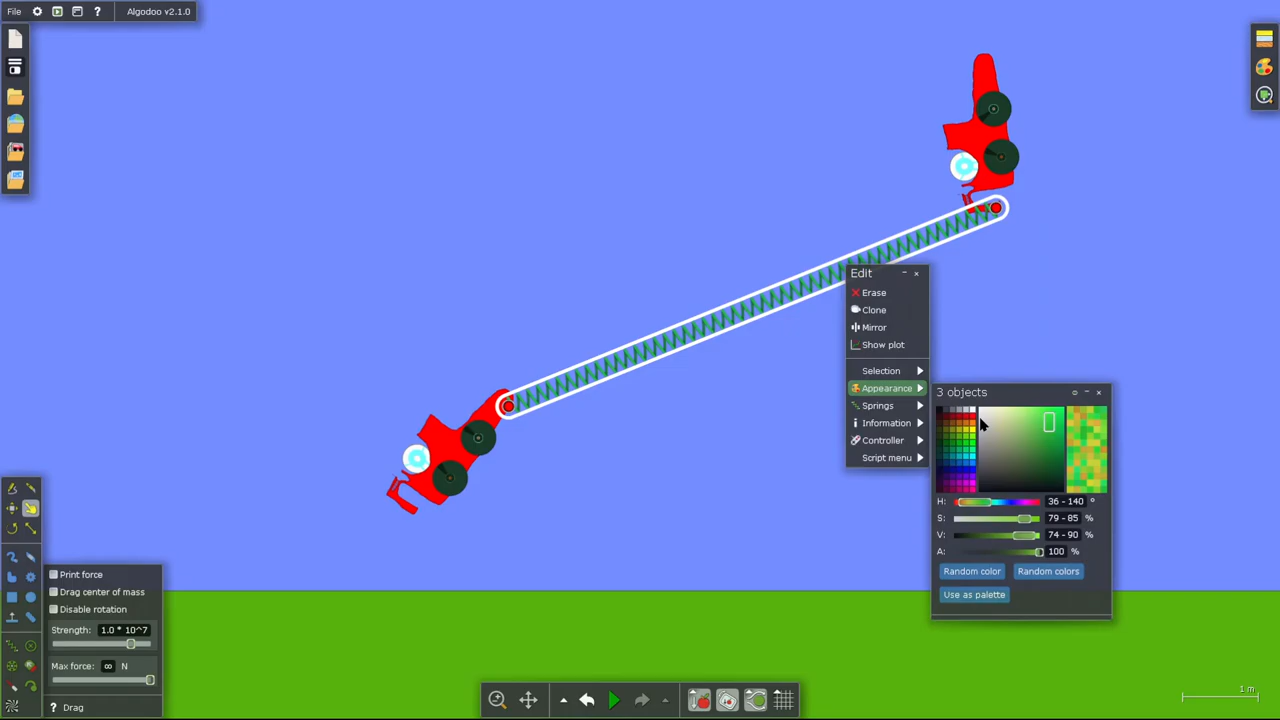 File ? Algodoo v2.1.0
Edit
Erase
Clone
Mirror
Show plot
Selection
Appearance
Springs
Information
Controller
Script menu
3 objects
H: 36 - 140 °
S: 79 - 85 %
V: 74 - 90 %
A: 100 %
Random color Random colors
Use as palette
Print force
Drag center of mass
Disable rotation
Strength: 1.0 * 10^7
Max force: ∞ N
? Drag
1 m